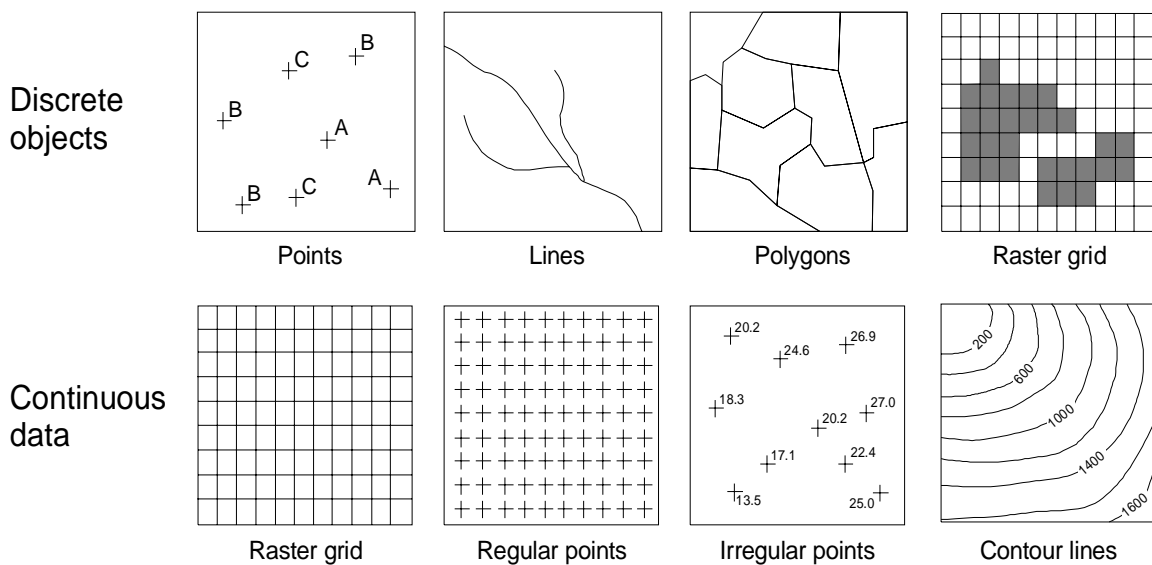 Discrete
objects
B
C
B
A
A
B
C
Points
Lines
Polygons
Raster grid
Continuous
data
20.2
24.6
26.9
18.3
27.0
20.2
17.1
22.4
13.5
25.0
200
600
1000
1400
1600
Raster grid
Regular points
Irregular points
Contour lines